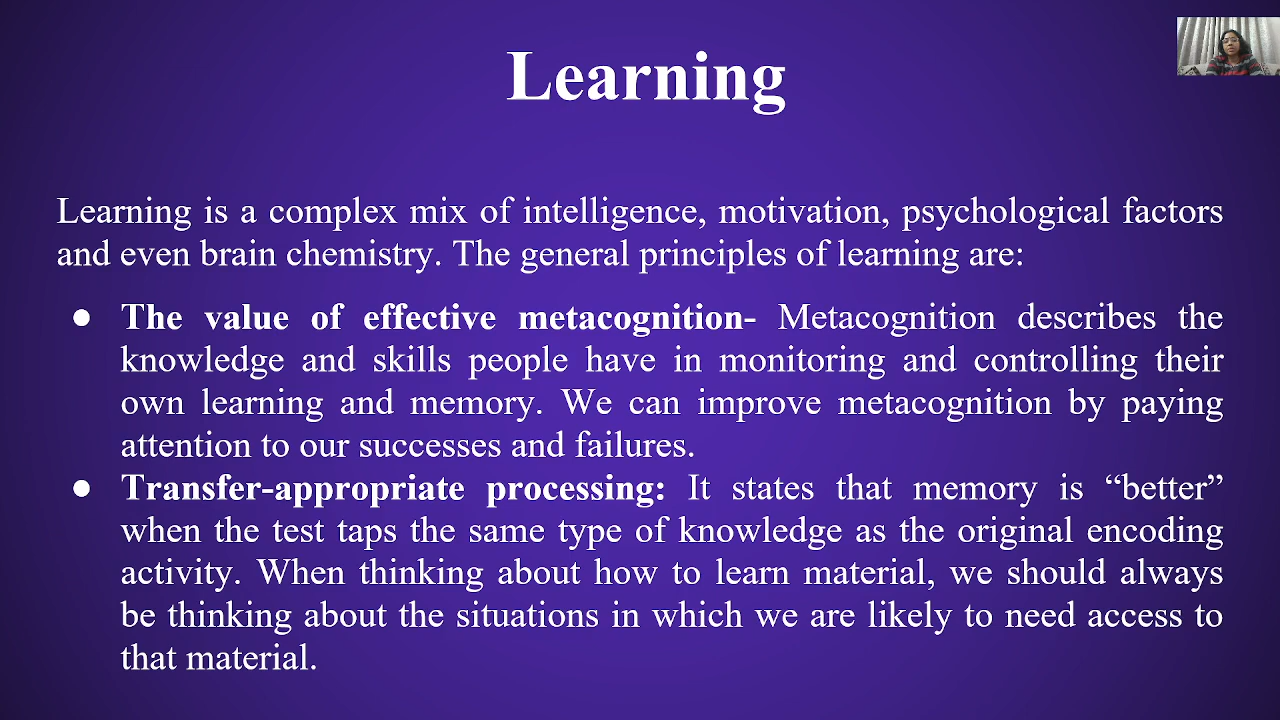 Learning
Learning is a complex mix of intelligence, motivation, psychological factors
and even brain chemistry. The general principles of learning are:
● The value of effective metacognition- Metacognition describes the
knowledge and skills people have in monitoring and controlling their
own learning and memory. We can improve metacognition by paying
attention to our successes and failures.
● Transfer-appropriate processing: It states that memory is “better”
when the test taps the same type of knowledge as the original encoding
activity. When thinking about how to learn material, we should always
be thinking about the situations in which we are likely to need access to
that material.